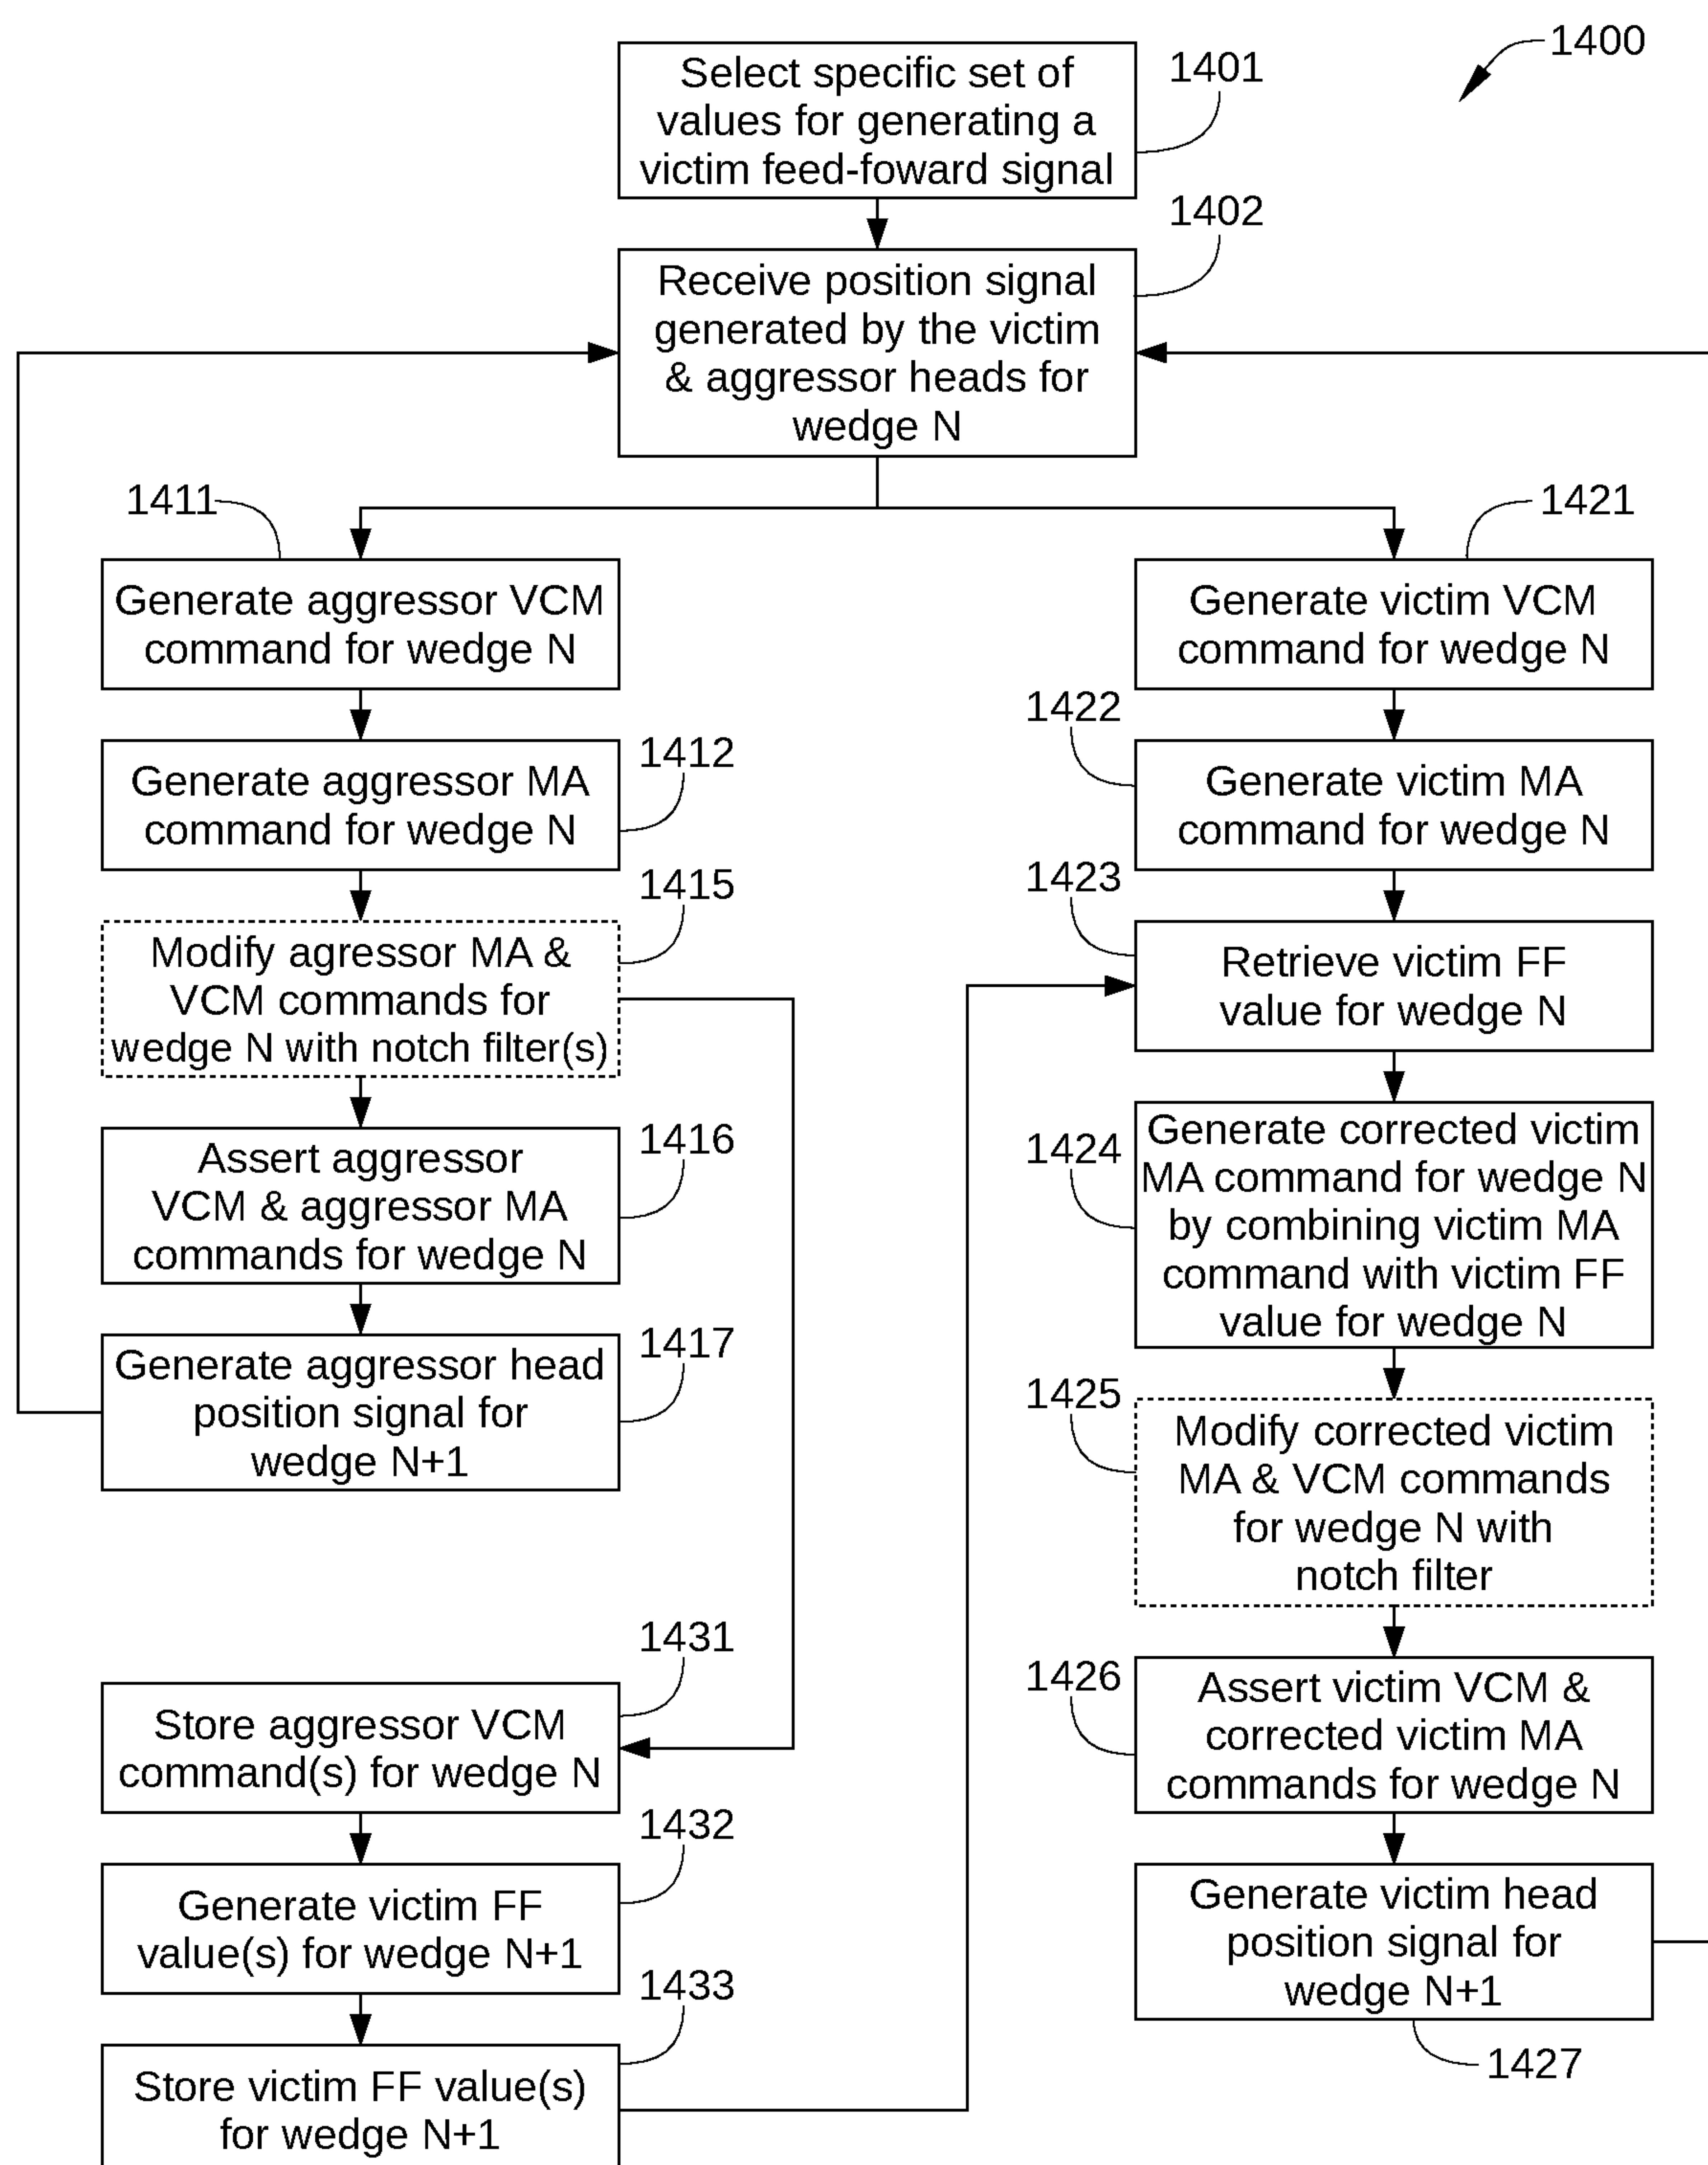 1400
1401
Select specific set of
values for generating a
victim feed-foward signal
1402
Receive position signal
generated by the victim
& aggressor heads for
wedge N
1411
Generate aggressor VCM
command for wedge N
1412
Generate aggressor MA
command for wedge N
1415
Modify agressor MA &
VCM commands for
wedge N with notch filter(s)
1416
Assert aggressor
VCM & aggressor MA
commands for wedge N
1417
Generate aggressor head
position signal for
wedge N+1
1431
Store aggressor VCM
command(s) for wedge N
1432
Generate victim FF
value(s) for wedge N+1
1433
Store victim FF value(s)
for wedge N+1
1421
Generate victim VCM
command for wedge N
1422
Generate victim MA
command for wedge N
1423
Retrieve victim FF
value for wedge N
1424
Generate corrected victim
MA command for wedge N
by combining victim MA
command with victim FF
value for wedge N
1425
Modify corrected victim
MA & VCM commands
for wedge N with
notch filter
1426
Assert victim VCM &
corrected victim MA
commands for wedge N
Generate victim head
position signal for
wedge N+1
1427